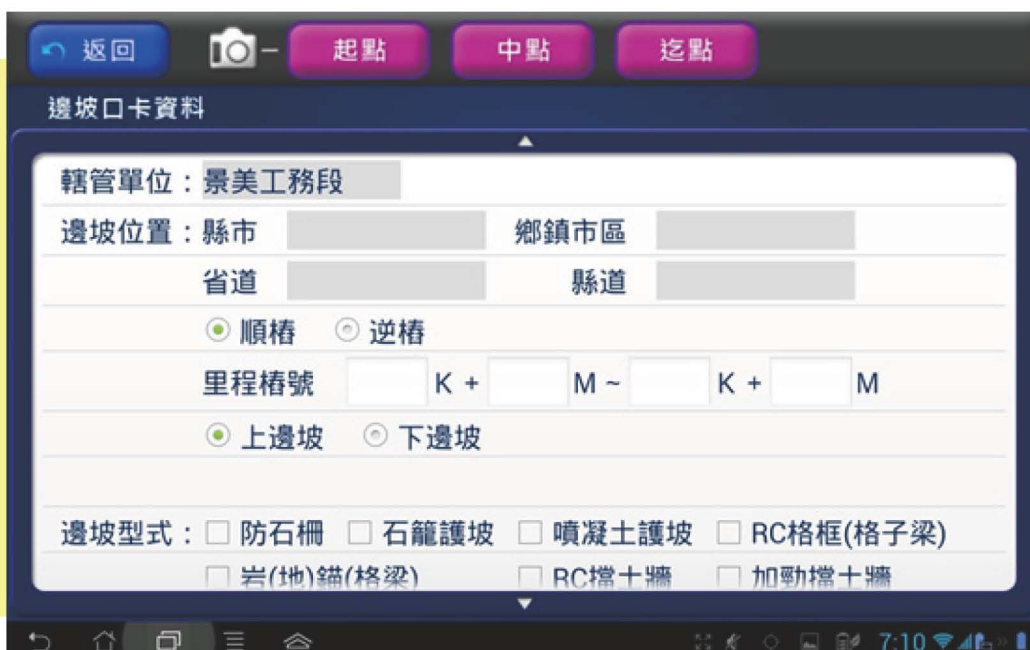 返回 起點 中點 迄點
邊坡口卡資料
轄管單位：景美工務段
邊坡位置：縣市 鄉鎮市區
省道 縣道
順樁 逆樁
里程樁號 K + M ~ K + M
上邊坡 下邊坡
邊坡型式：防石柵 石籠護坡 噴凝土護坡 RC格框(格子梁)
岩(地)錨(格梁) RC擋土牆 加勁擋土牆
7:10